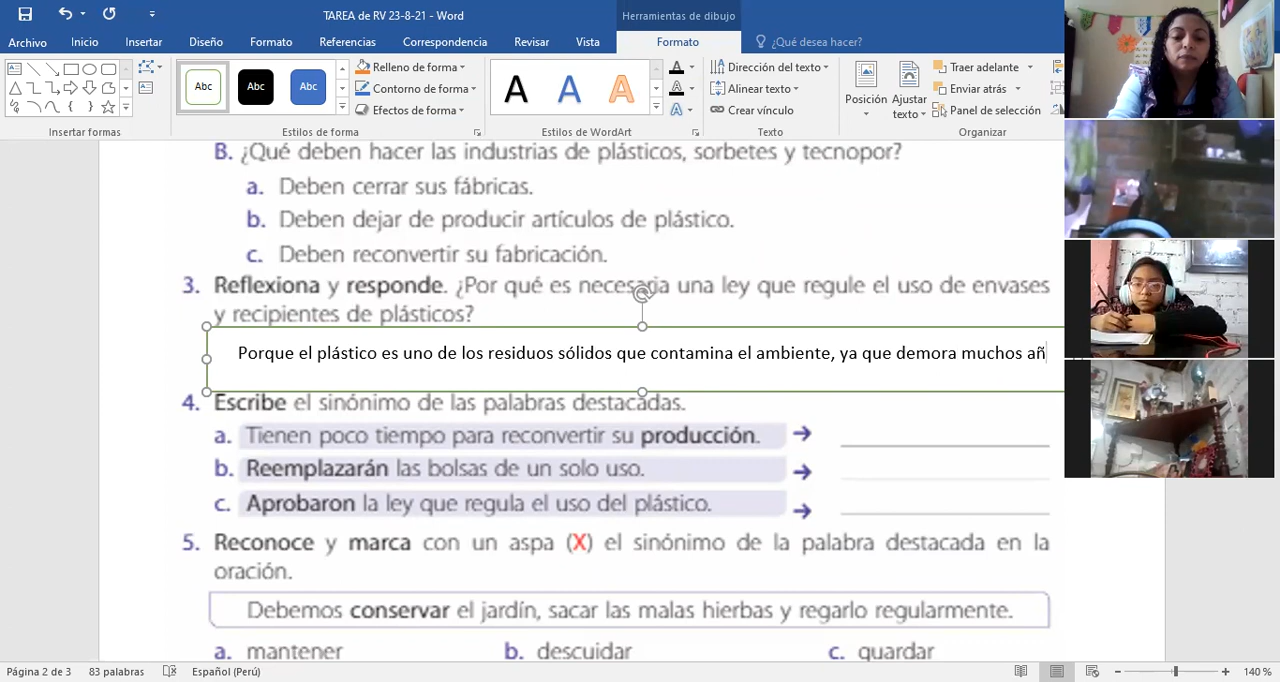 TAREA de RV 23-8-21 - Word
Herramientas de dibujo
Archivo Inicio Insertar Diseño Formato Referencias Correspondencia Revisar Vista Formato ¿Qué desea hacer?
Abc Abc Abc
Relleno de forma
Contorno de forma
Efectos de forma
A A A
Dirección del texto
Alinear texto
Crear vínculo
Posición
Ajustar texto
Traer adelante
Enviar atrás
Panel de selección
Insertar formas Estilos de forma Estilos de WordArt Texto Organizar
B. ¿Qué deben hacer las industrias de plásticos, sorbetes y tecnopor?
a. Deben cerrar sus fábricas.
b. Deben dejar de producir artículos de plástico.
c. Deben reconvertir su fabricación.
3. Reflexiona y responde. ¿Por qué es necesaria una ley que regule el uso de envases
y recipientes de plásticos?
Porque el plástico es uno de los residuos sólidos que contamina el ambiente, ya que demora muchos añ
4. Escribe el sinónimo de las palabras destacadas.
a. Tienen poco tiempo para reconvertir su producción.
b. Reemplazarán las bolsas de un solo uso.
c. Aprobaron la ley que regula el uso del plástico.
5. Reconoce y marca con un aspa (X) el sinónimo de la palabra destacada en la
oración.
Debemos conservar el jardín, sacar las malas hierbas y regarlo regularmente.
a. mantener b. descuidar c. guardar
Página 2 de 3 83 palabras Español (Perú) 140 %